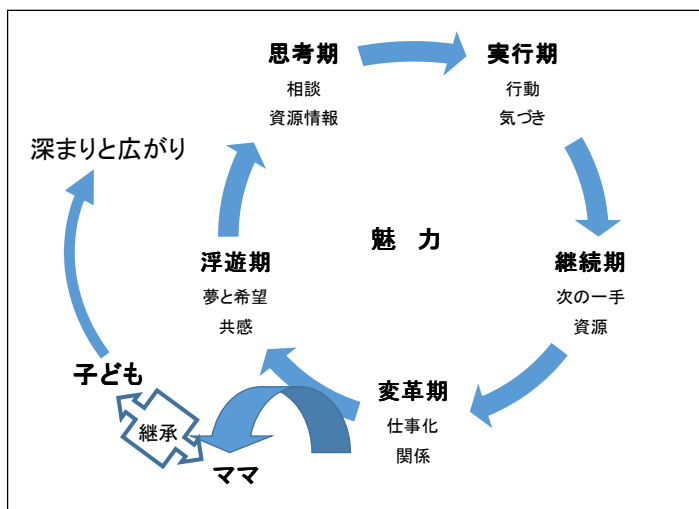 思考期
相談
資源情報
実行期
行動
気づき
深まりと広がり
魅 力
浮遊期
夢と希望
共感
継続期
次の一手
資源
子ども
継承
ママ
変革期
仕事化
関係